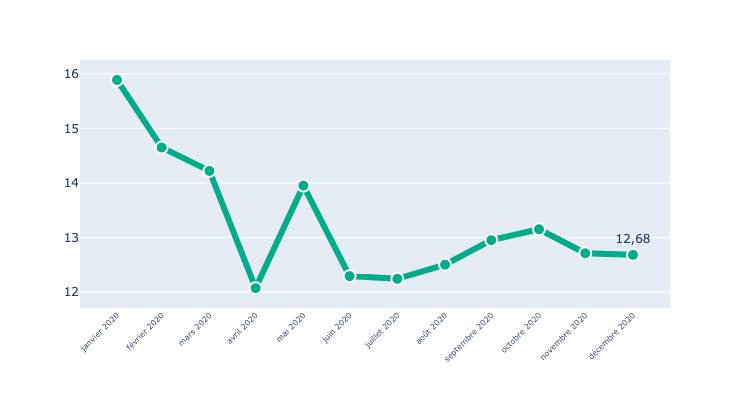 16
15
14
13
12
12,68
janvier 2020
février 2020
mars 2020
avril 2020
mai 2020
juin 2020
juillet 2020
août 2020
septembre 2020
octobre 2020
novembre 2020
décembre 2020